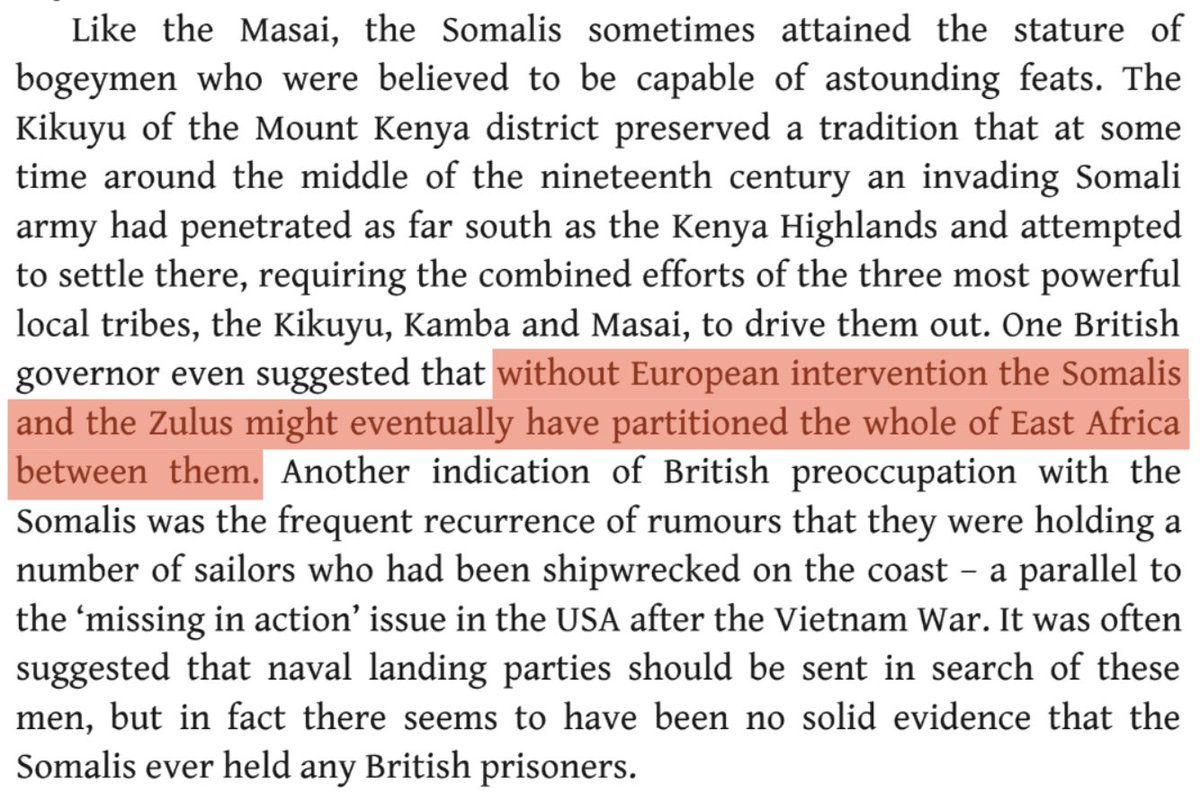 Like the Masai, the Somalis sometimes attained the stature of
bogeymen who were believed to be capable of astounding feats. The
Kikuyu of the Mount Kenya district preserved a tradition that at some
time around the middle of the nineteenth century an invading Somali
army had penetrated as far south as the Kenya Highlands and attempted
to settle there, requiring the combined efforts of the three most powerful
local tribes, the Kikuyu, Kamba and Masai, to drive them out. One British
governor even suggested that without European intervention the Somalis
and the Zulus might eventually have partitioned the whole of East Africa
between them. Another indication of British preoccupation with the
Somalis was the frequent recurrence of rumours that they were holding a
number of sailors who had been shipwrecked on the coast – a parallel to
the ‘missing in action’ issue in the USA after the Vietnam War. It was often
suggested that naval landing parties should be sent in search of these
men, but in fact there seems to have been no solid evidence that the
Somalis ever held any British prisoners.